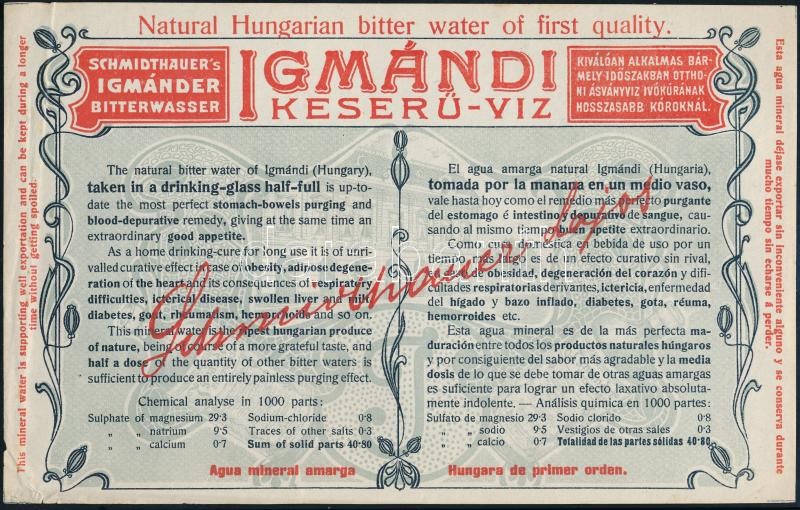 Natural Hungarian bitter water of first quality.
SCHMIDTHAUER's
IGMÁNDER
BITTERWASSER
IGMÁNDI
KESERŰ-VIZ
KIVÁLÓAN ALKALMAS BÁR-
MELY IDŐSZAKBAN OTTHO-
NI ÁSVÁNYVIZ IVÓKÚRÁNAK
HOSSZASABB KÓROKNÁL.
This mineral water is supporting well exportation and can be kept during a longer
time without getting spoiled.
The natural bitter water of Igmándi (Hungary),
taken in a drinking-glass half-full is up-to-
date the most perfect stomach-bowels purging and
blood-depurative remedy, giving at the same time an
extraordinary good appetite.
As a home drinking-cure for long use it is of unri-
valled curative effect in case of obesity, adipose degene-
ration of the heart and its consequences of respiratory
difficulties, icterical disease, swollen liver and milt
diabetes, gout, rheumatism, hemorrhoides and so on.
This mineral water is the ripest hungarian produce
of nature, being of course of a more grateful taste, and
half a dose of the quantity of other bitter waters is
sufficient to produce an entirely painless purging effect.
Chemical analyse in 1000 parts:
Sulphate of magnesium 29·3 Sodium-chloride 0·8
„ „ natrium 9·5 Traces of other salts 0·3
„ „ calcium 0·7 Sum of solid parts 40·80
El agua amarga natural Igmándi (Hungaria),
tomada por la manana en un medio vaso,
vale hasta hoy como el remedio más perfecto purgante
del estomago é intestino, depurativo de sangue, cau-
sando al mismo tiempo buen petite extraordinario.
Como cura domestica de bebida de uso por un
tiempo más largo es de un efecto curativo sin rival,
en caso de obesidad, degeneración del corazón y difi-
cultades respiratorias derivantes, ictericia, enfermedad
del hígado y bazo inflado, diabetes, gota, réuma,
hemorroides etc.
Esta agua mineral es de la más perfecta ma-
duración entre todos los productos naturales húngaros
y por consiguiente del sabor más agradable y la media
dosis de lo que se debe tomar de otras aguas amargas
es suficiente para lograr un efecto laxativo absoluta-
mente indolente. — Análisis quimica en 1000 partes:
Sulfato de magnesio 29·3 Sodio clorido 0·8
„ „ sodio 9·5 Vestigios de otras sales 0·3
„ „ calcio 0·7 Totalidad de las partes sólidas 40·80
Schmidthauer Lajos
Agua mineral amarga Hungara de primer orden.
Esta agua mineral déjase exportar sin inconveniente alguno y se conserva durante
mucho tiempo sin echarse á perder.